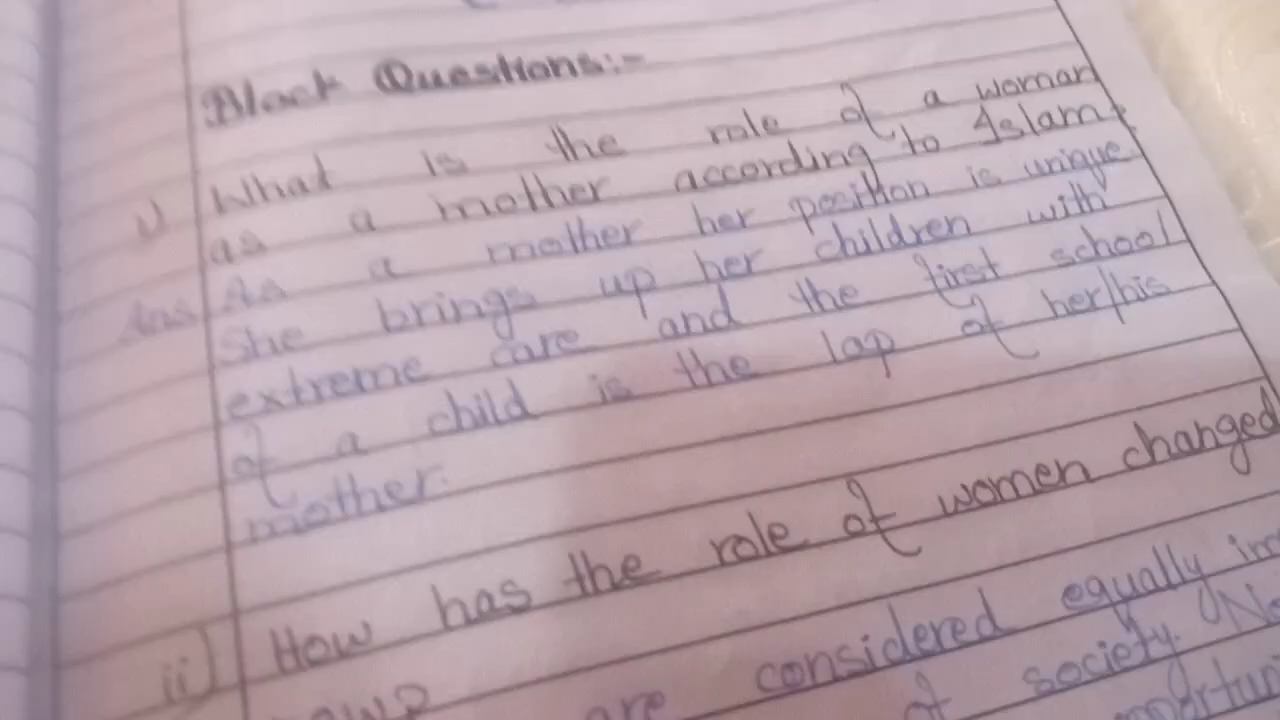 Block Questions:-
i) What is the role of a woman
as a mother according to Islam?
Ans As a mother her position is unique
She brings up her children with
extreme care and the first school
of a child is the lap of her/his
mother.
ii) How has the role of women changed
are considered equally
of society.